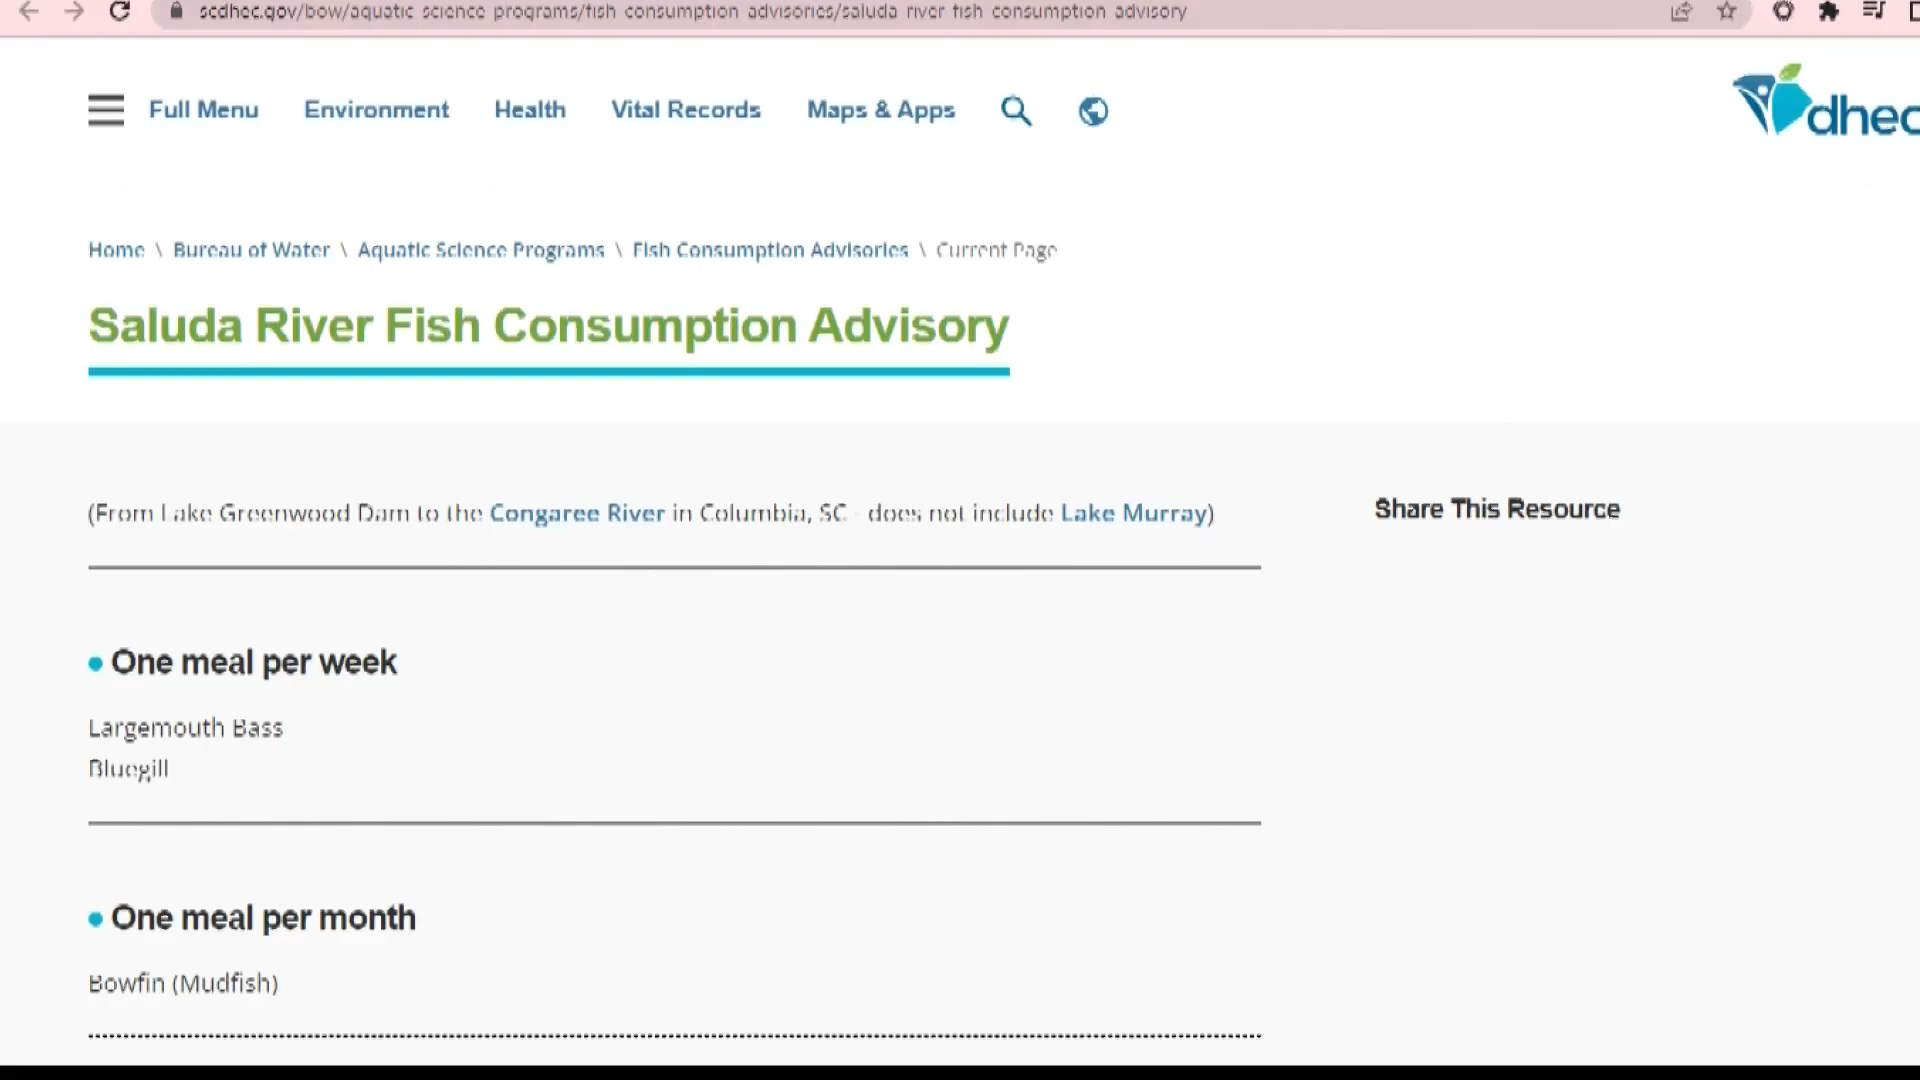 scdhec.gov/bow/aquatic-science-programs/fish-consumption-advisories/saluda-river-fish-consumption-advisory
Full Menu Environment Health Vital Records Maps & Apps
dhec
Home \ Bureau of Water \ Aquatic Science Programs \ Fish Consumption Advisories \ Current Page
Saluda River Fish Consumption Advisory
(From Lake Greenwood Dam to the Congaree River in Columbia, SC - does not include Lake Murray)
Share This Resource
One meal per week
Largemouth Bass
Bluegill
One meal per month
Bowfin (Mudfish)